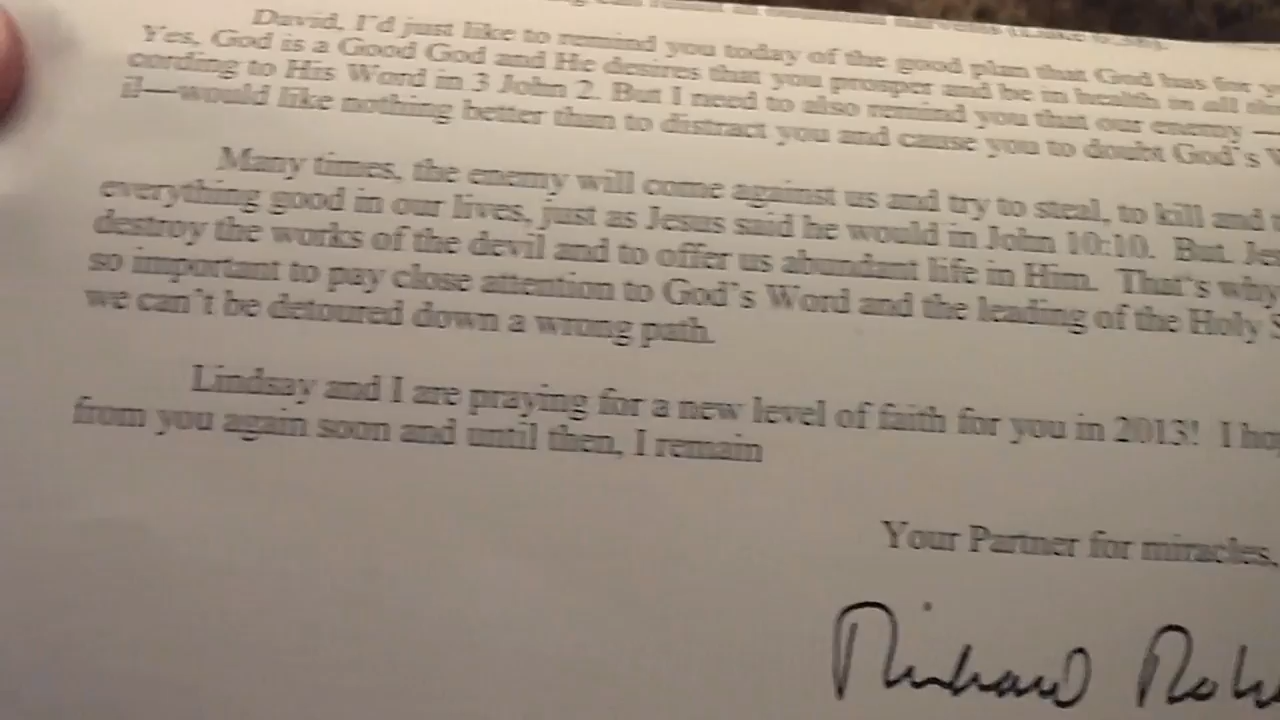 David, I'd just like to remind you today of the good plan that God has for
Yes, God is a Good God and He desires that you prosper and be in health in all
cording to His Word in 3 John 2. But I need to also remind you that our enemy —
il—would like nothing better than to distract you and cause you to doubt God's
Many times, the enemy will come against us and try to steal, to kill and
everything good in our lives, just as Jesus said he would in John 10:10. But Jes
destroy the works of the devil and to offer us abundant life in Him. That's why
so important to pay close attention to God's Word and the leading of the Holy S
we can't be detoured down a wrong path.
Lindsay and I are praying for a new level of faith for you in 2013! I ho
from you again soon and until then, I remain
Your Partner for miracles,
Richard Rob